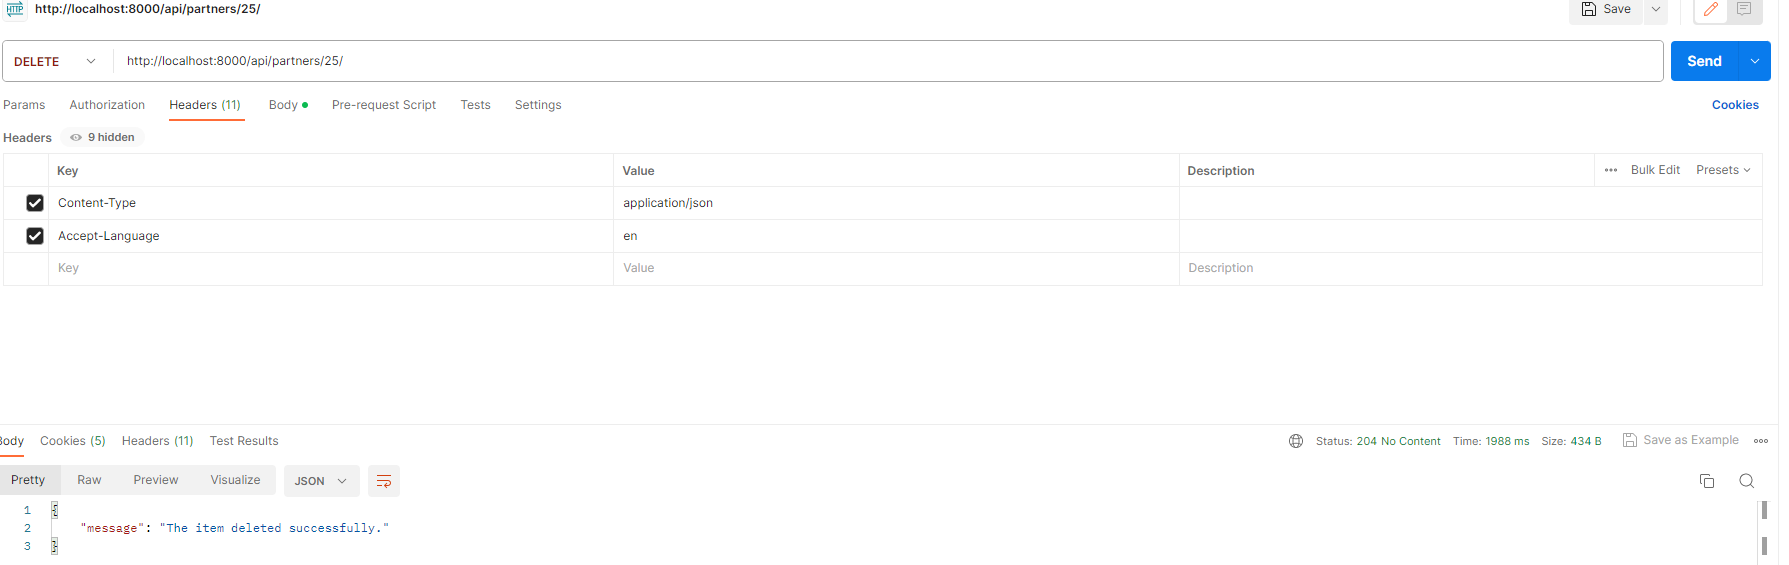 HTTP http://localhost:8000/api/partners/25/ Save
DELETE http://localhost:8000/api/partners/25/ Send
Params Authorization Headers (11) Body Pre-request Script Tests Settings Cookies
Headers 9 hidden
Key Value Description Bulk Edit Presets
Content-Type application/json
Accept-Language en
Key Value Description
Body Cookies (5) Headers (11) Test Results Status: 204 No Content Time: 1988 ms Size: 434 B Save as Example
Pretty Raw Preview Visualize JSON
1 {
2 "message": "The item deleted successfully."
3 }